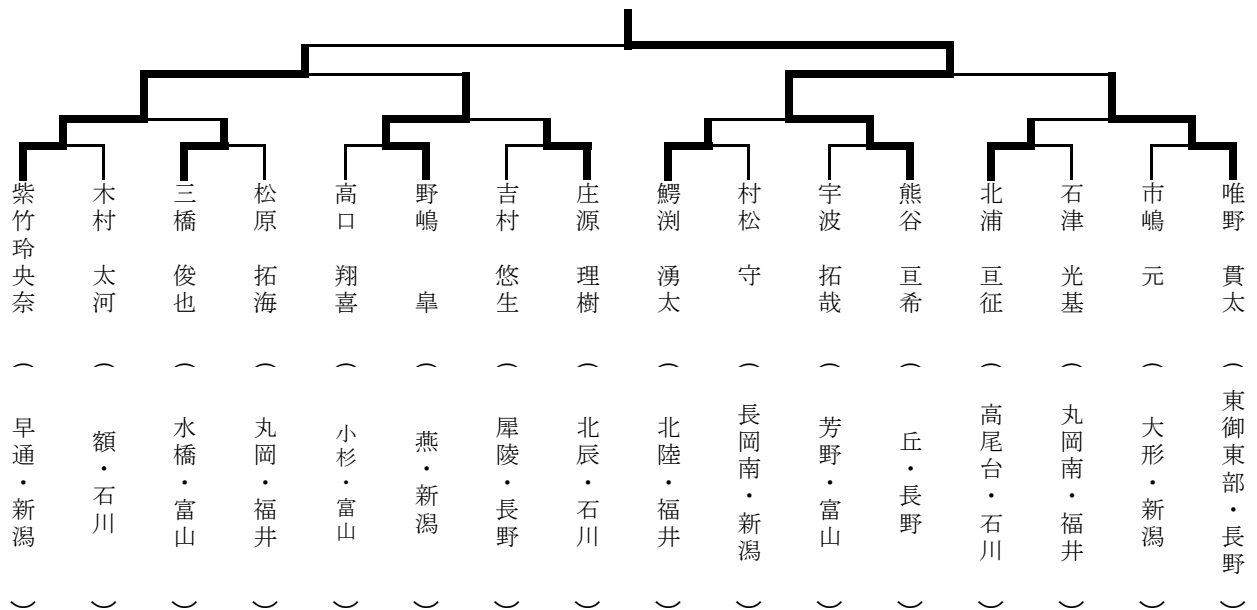 紫竹玲央奈（早通・新潟）
木村　太河（額・石川）
三橋　俊也（水橋・富山）
松原　拓海（丸岡・福井）
高口　翔喜（小杉・富山）
野嶋　　皐（燕・新潟）
吉村　悠生（犀陵・長野）
庄源　理樹（北辰・石川）
鰐渕　湧太（北陸・福井）
村松　守（長岡南・新潟）
宇波　拓哉（芳野・富山）
熊谷　亘希（丘・長野）
北浦　亘征（高尾台・石川）
石津　光基（丸岡南・福井）
市嶋　元（大形・新潟）
唯野　貫太（東御東部・長野）